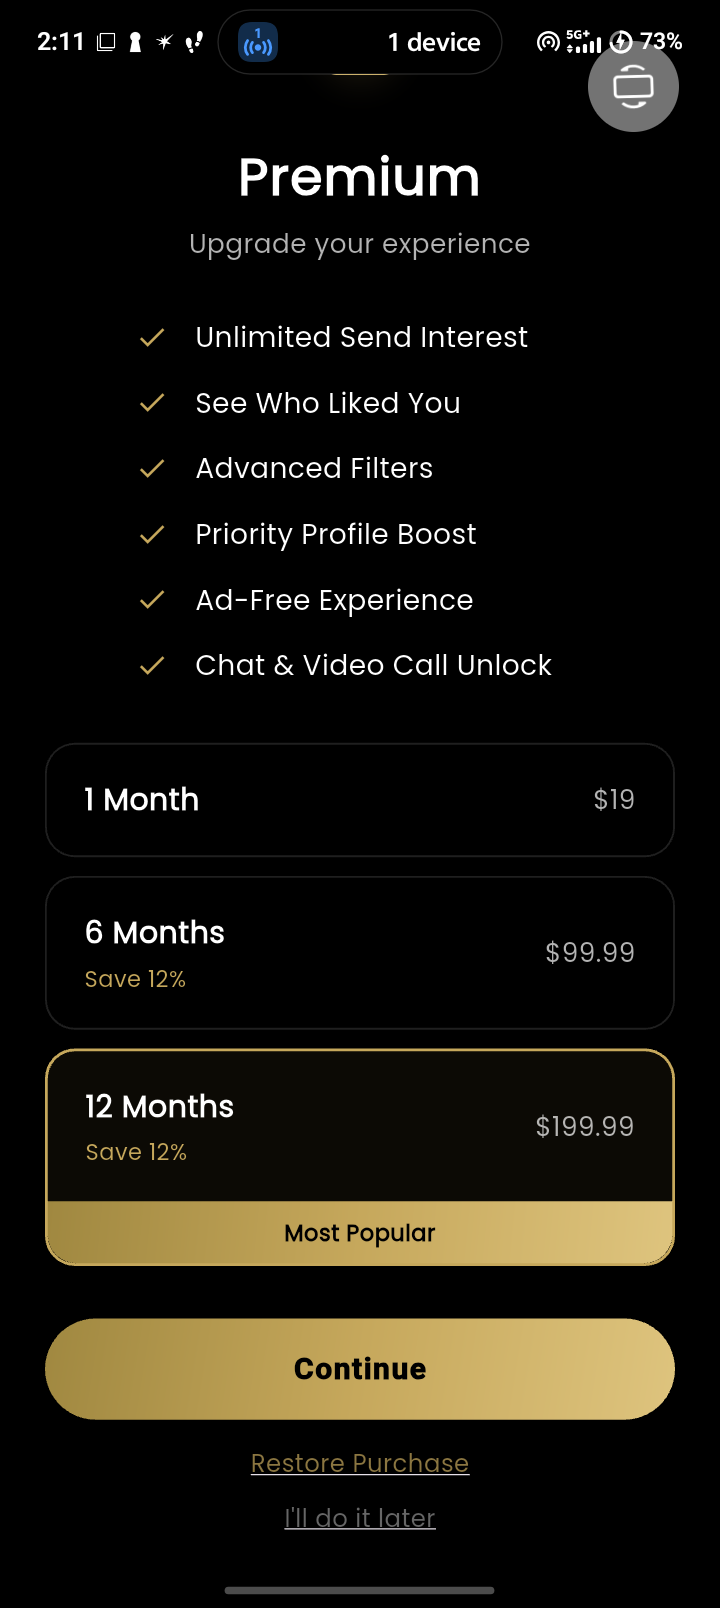 2:11
1
1 device
5G+
73%
Premium
Upgrade your experience
Unlimited Send Interest
See Who Liked You
Advanced Filters
Priority Profile Boost
Ad-Free Experience
Chat & Video Call Unlock
1 Month
$19
6 Months
$99.99
Save 12%
12 Months
$199.99
Save 12%
Most Popular
Continue
Restore Purchase
I'll do it later